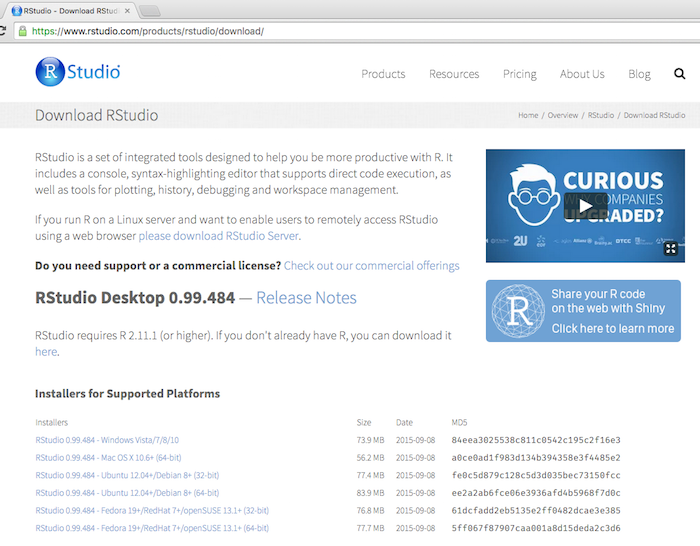 RStudio - Download RStudi
https://www.rstudio.com/products/rstudio/download/
R Studio
Products Resources Pricing About Us Blog
Download RStudio
Home / Overview / RStudio / Download RStudio
RStudio is a set of integrated tools designed to help you be more productive with R. It
includes a console, syntax-highlighting editor that supports direct code execution, as
well as tools for plotting, history, debugging and workspace management.
If you run R on a Linux server and want to enable users to remotely access RStudio
using a web browser please download RStudio Server.
Do you need support or a commercial license? Check out our commercial offerings
RStudio Desktop 0.99.484 — Release Notes
RStudio requires R 2.11.1 (or higher). If you don't already have R, you can download it
here.
CURIOUS
WHY COMPANIES
UPGRADED?
2U
DTCC
R
Share your R code
on the web with Shiny
Click here to learn more
Installers for Supported Platforms
Installers Size Date MD5
RStudio 0.99.484 - Windows Vista/7/8/10 73.9 MB 2015-09-08 84eea3025538c811c0542c195c2f16e3
RStudio 0.99.484 - Mac OS X 10.6+ (64-bit) 56.2 MB 2015-09-08 a0ce0ad1f983d134b394358e3f4485e2
RStudio 0.99.484 - Ubuntu 12.04+/Debian 8+ (32-bit) 77.4 MB 2015-09-08 fe0c5d879c128c5d3d035bec73150fcc
RStudio 0.99.484 - Ubuntu 12.04+/Debian 8+ (64-bit) 83.9 MB 2015-09-08 ee2a2ab6fce06e3936afd4b5968f7d0c
RStudio 0.99.484 - Fedora 19+/RedHat 7+/openSUSE 13.1+ (32-bit) 76.8 MB 2015-09-08 61dcfadd2eb5135e2ff0482dcae3e385
RStudio 0.99.484 - Fedora 19+/RedHat 7+/openSUSE 13.1+ (64-bit) 77.7 MB 2015-09-08 5ff067f87907caa001a8d15deda2c3d6